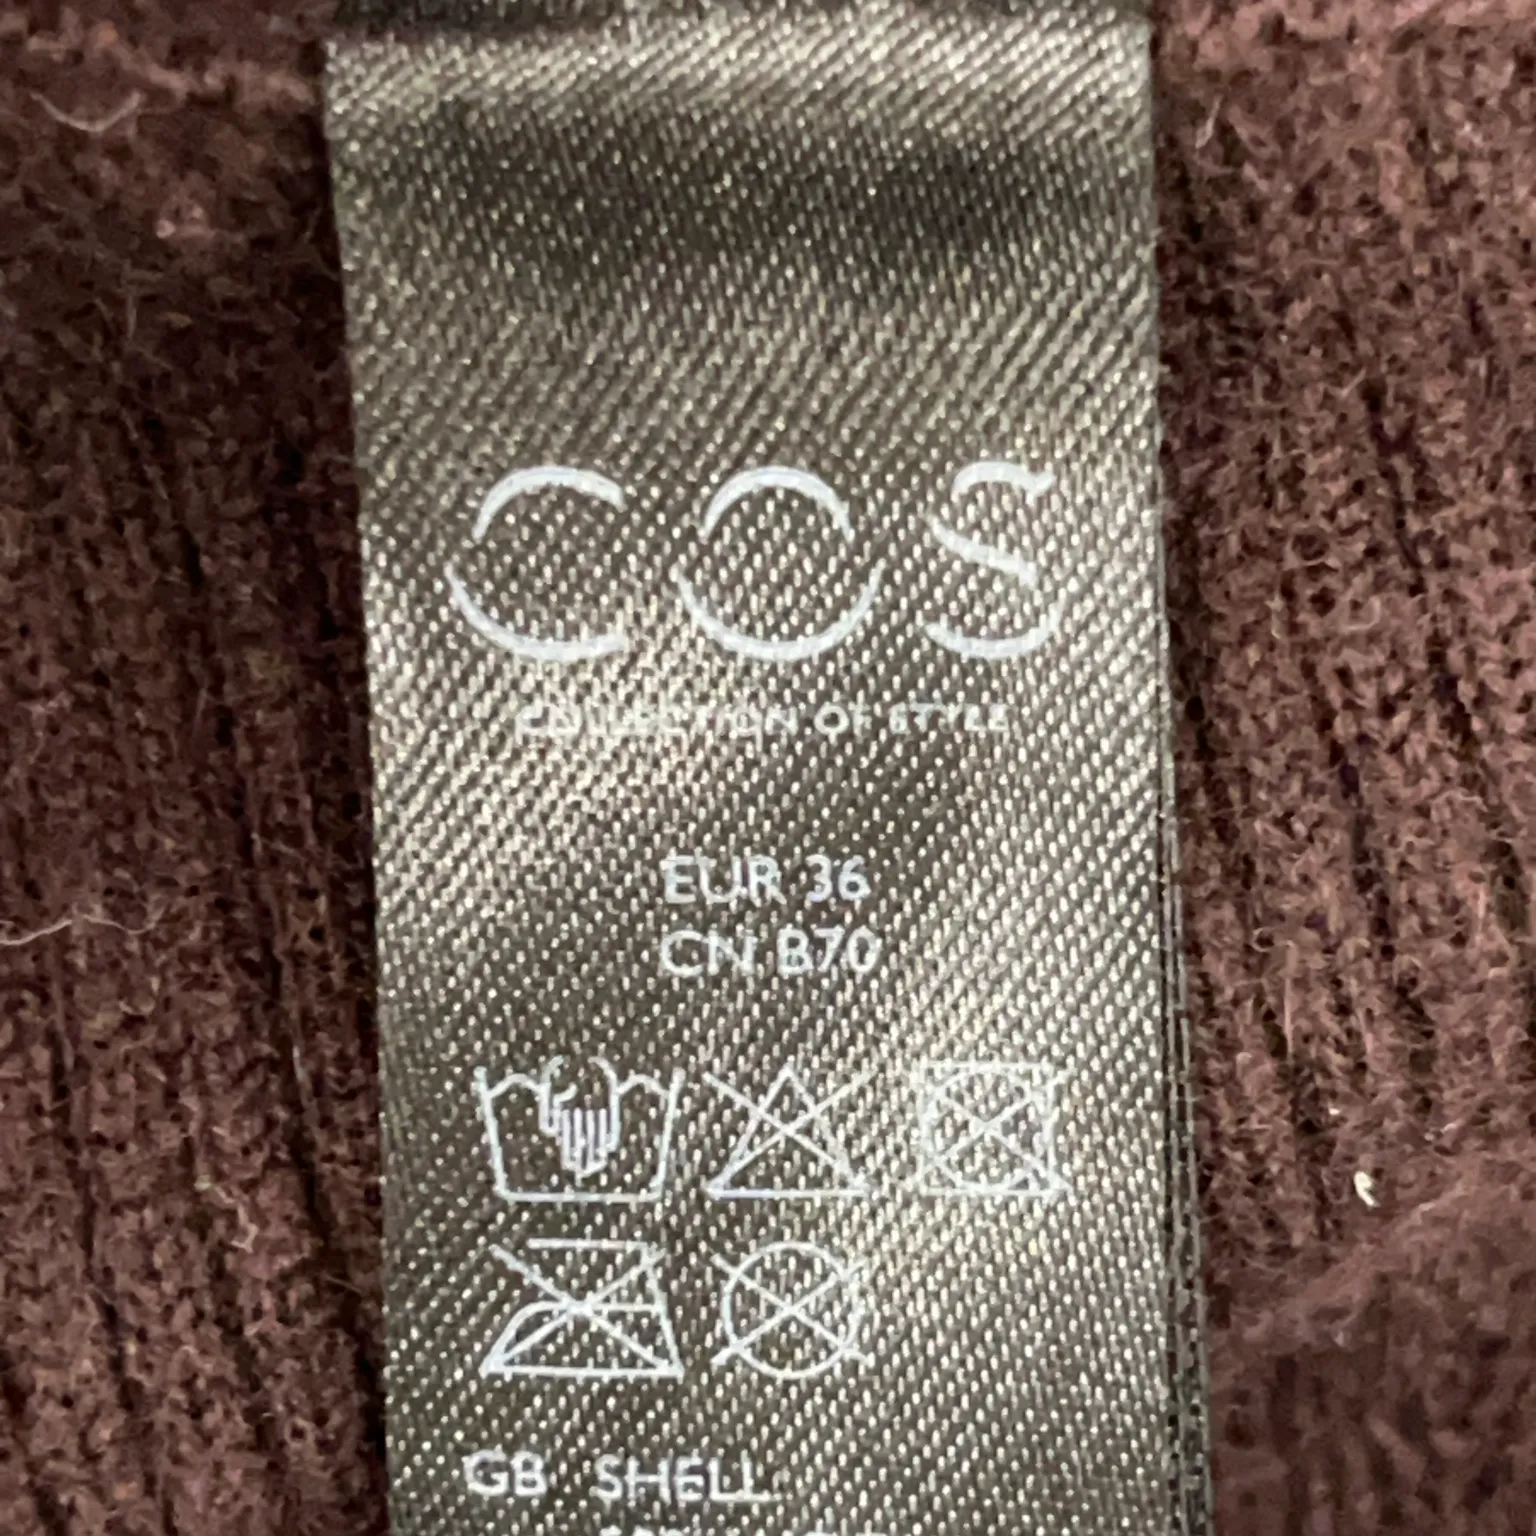 COS
COLLECTION OF STYLE
EUR 36
CN B70
GB SHELL